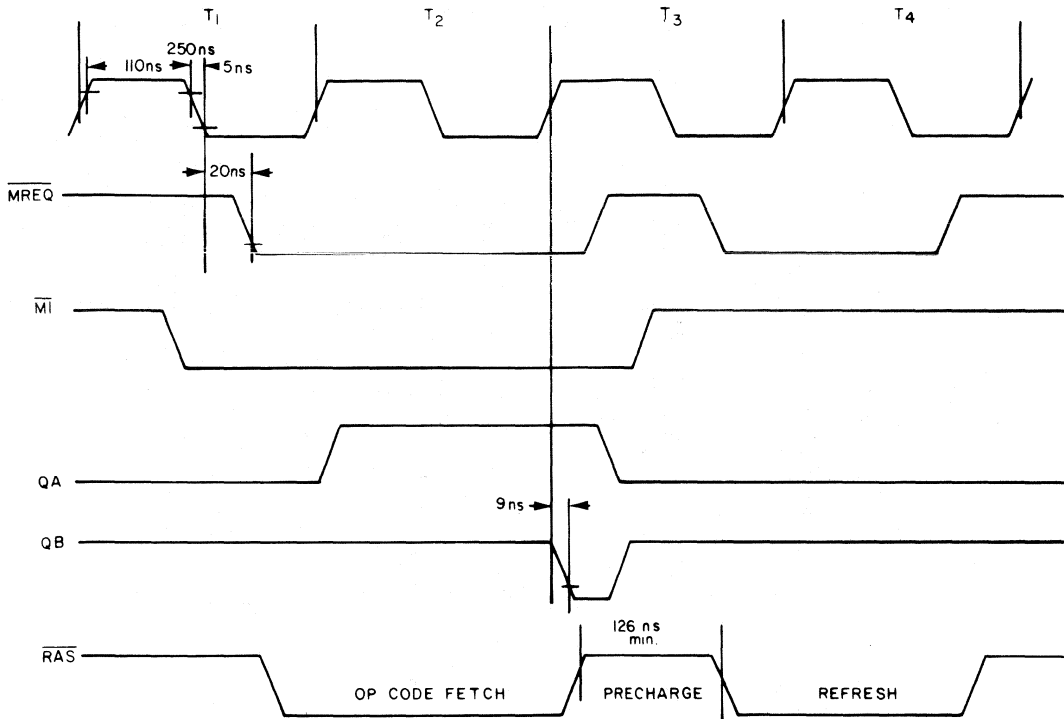 T1 T2 T3 T4
250ns
110ns 5ns
20ns
MREQ
M1
QA
9ns
QB
126 ns
min.
RAS
OP CODE FETCH PRECHARGE REFRESH